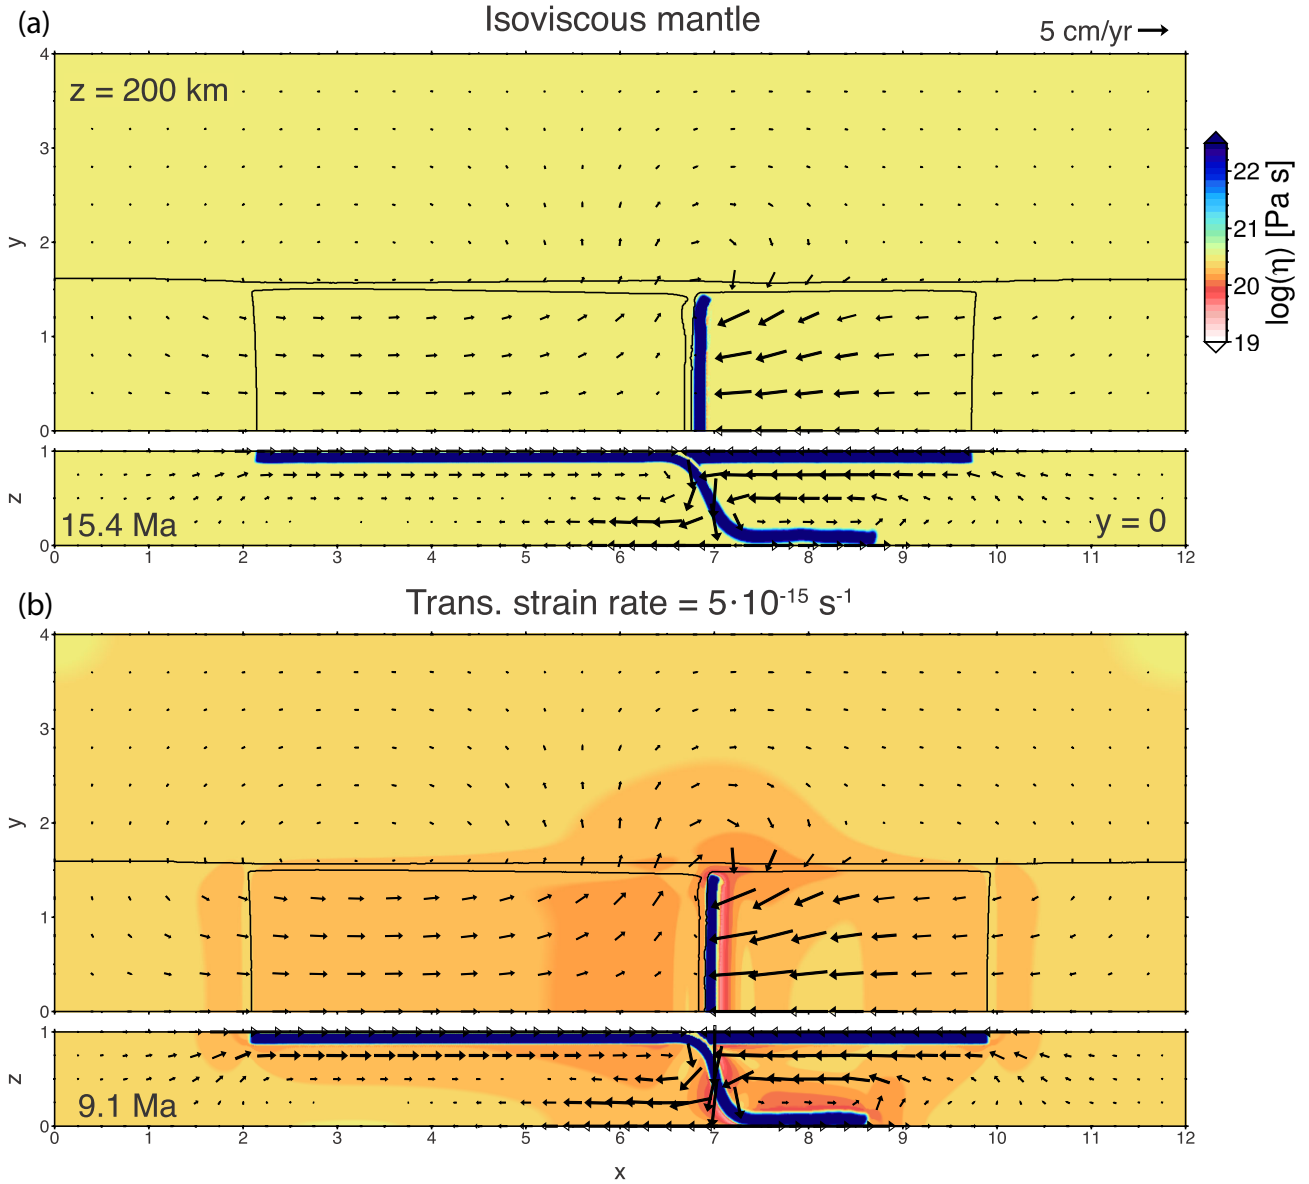 (a)
Isoviscous mantle
5 cm/yr
z = 200 km
4
3
2
1
0
y
22
21
20
19
log(η) [Pa s]
1
0
z
15.4 Ma
y = 0
0 1 2 3 4 5 6 7 8 9 10 11 12
(b)
Trans. strain rate = 5·10⁻¹⁵ s⁻¹
4
3
2
1
0
y
1
0
z
9.1 Ma
0 1 2 3 4 5 6 7 8 9 10 11 12
x